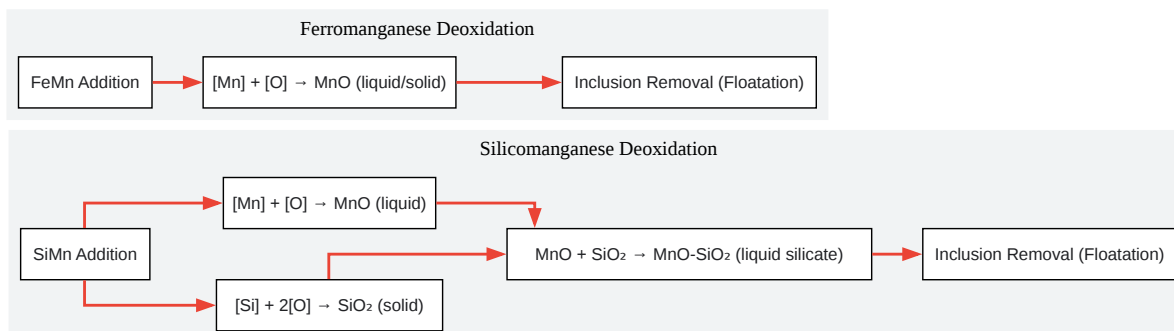 Ferromanganese Deoxidation
FeMn Addition
[Mn] + [O] → MnO (liquid/solid)
Inclusion Removal (Floatation)
Silicomanganese Deoxidation
[Mn] + [O] → MnO (liquid)
SiMn Addition
MnO + SiO₂ → MnO-SiO₂ (liquid silicate)
Inclusion Removal (Floatation)
[Si] + 2[O] → SiO₂ (solid)